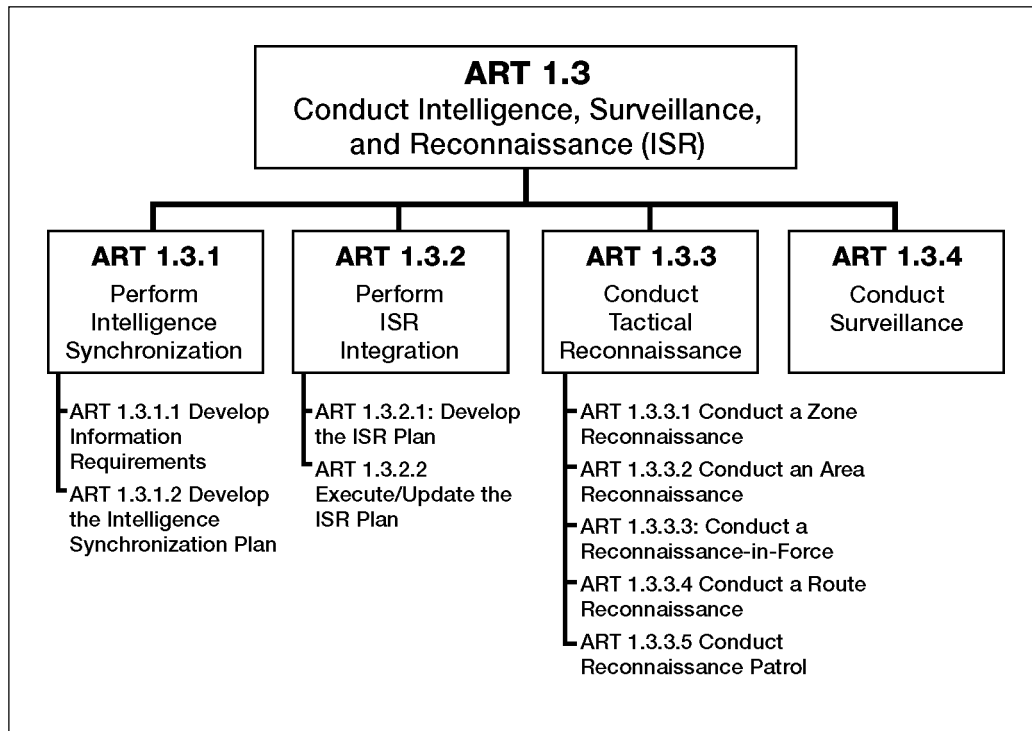 ART 1.3
Conduct Intelligence, Surveillance,
and Reconnaissance (ISR)
ART 1.3.1
Perform
Intelligence
Synchronization
ART 1.3.1.1 Develop
Information
Requirements
ART 1.3.1.2 Develop
the Intelligence
Synchronization Plan
ART 1.3.2
Perform
ISR
Integration
ART 1.3.2.1: Develop
the ISR Plan
ART 1.3.2.2
Execute/Update the
ISR Plan
ART 1.3.3
Conduct
Tactical
Reconnaissance
ART 1.3.3.1 Conduct a Zone
Reconnaissance
ART 1.3.3.2 Conduct an Area
Reconnaissance
ART 1.3.3.3: Conduct a
Reconnaissance-in-Force
ART 1.3.3.4 Conduct a Route
Reconnaissance
ART 1.3.3.5 Conduct
Reconnaissance Patrol
ART 1.3.4
Conduct
Surveillance